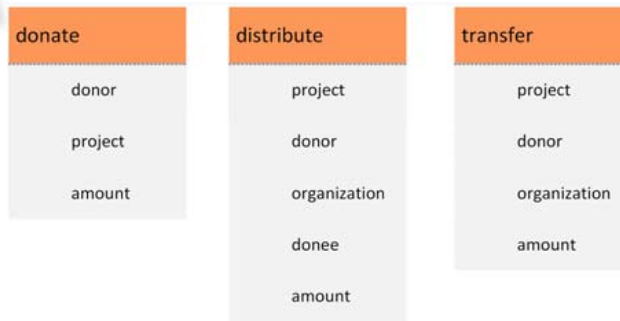 donate
donor
project
amount
distribute
project
donor
organization
donee
amount
transfer
project
donor
organization
amount